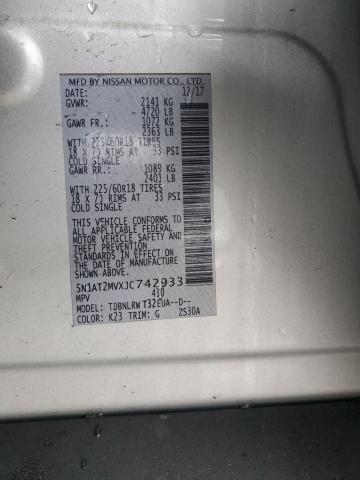 MFD BY NISSAN MOTOR CO., LTD.
DATE: 12/17
GVWR: 2141 KG
4720 LB
GAWR FR.: 1072 KG
2363 LB
WITH 225/60R18 TIRES
18 X 7J RIMS AT 33 PSI
COLD SINGLE
GAWR RR.: 1089 KG
2401 LB
WITH 225/60R18 TIRES
18 X 7J RIMS AT 33 PSI
COLD SINGLE
THIS VEHICLE CONFORMS TO
ALL APPLICABLE FEDERAL
MOTOR VEHICLE SAFETY
AND THEFT PREVENTION
STANDARDS IN EFFECT ON
THE DATE OF MANUFACTURE
SHOWN ABOVE.
5N1AT2MVXJC742933
MPV 430
MODEL: TDBNLRW T32EUA--D--
COLOR: K23 TRIM: G ZS30A